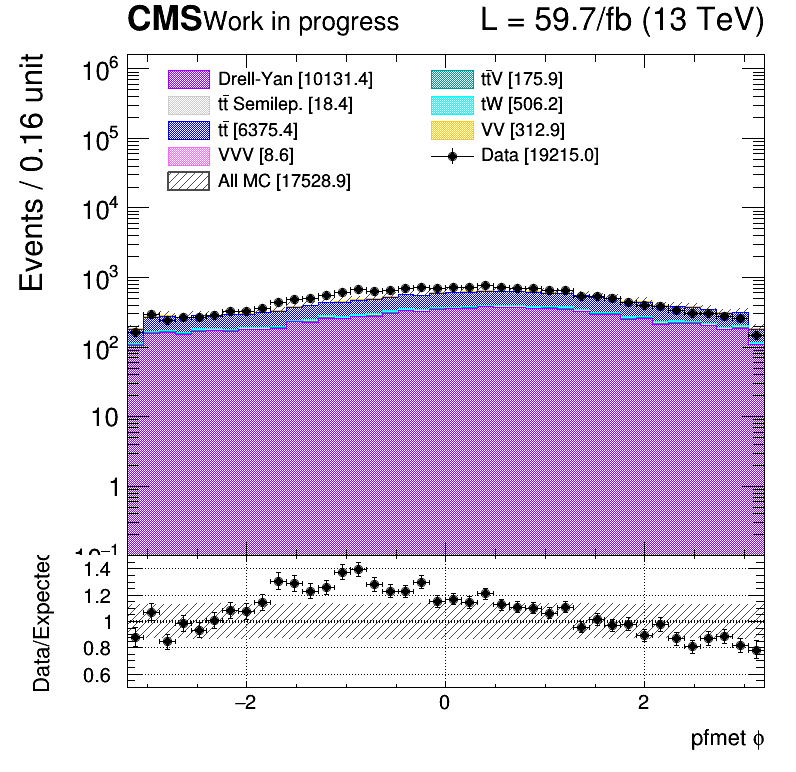 CMS Work in progress L = 59.7/fb (13 TeV)
Events / 0.16 unit
10⁶
10⁵
10⁴
10³
10²
10
1
10⁻¹
Drell-Yan [10131.4]
tt̄ Semilep. [18.4]
tt̄ [6375.4]
VVV [8.6]
All MC [17528.9]
tt̄V [175.9]
tW [506.2]
VV [312.9]
Data [19215.0]
Data/Expected
1.4
1.2
1
0.8
0.6
−2 0 2
pfmet ϕ